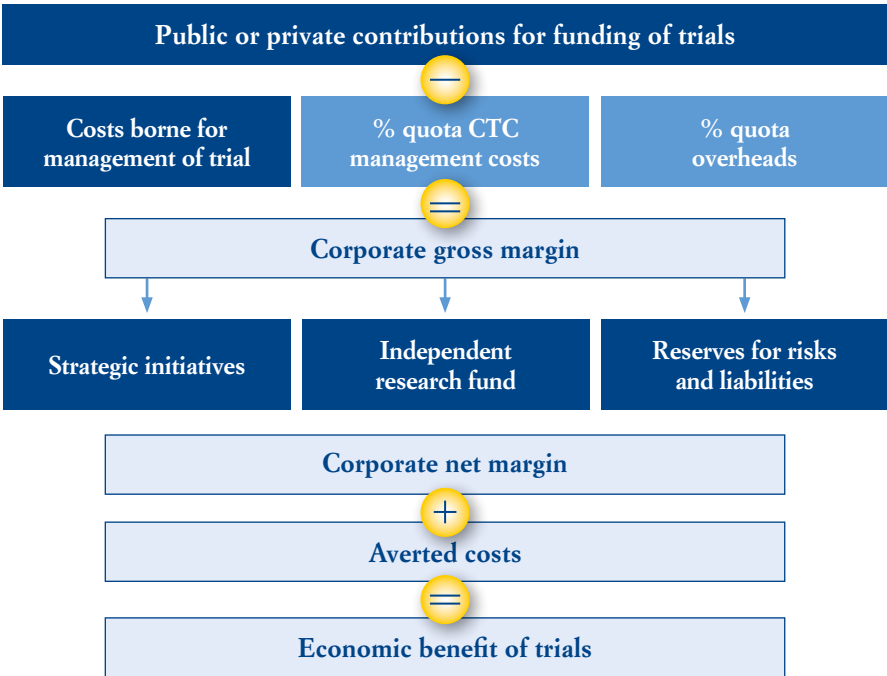 Public or private contributions for funding of trials
−
Costs borne for
management of trial
% quota CTC
management costs
% quota
overheads
=
Corporate gross margin
Strategic initiatives
Independent
research fund
Reserves for risks
and liabilities
Corporate net margin
+
Averted costs
=
Economic benefit of trials